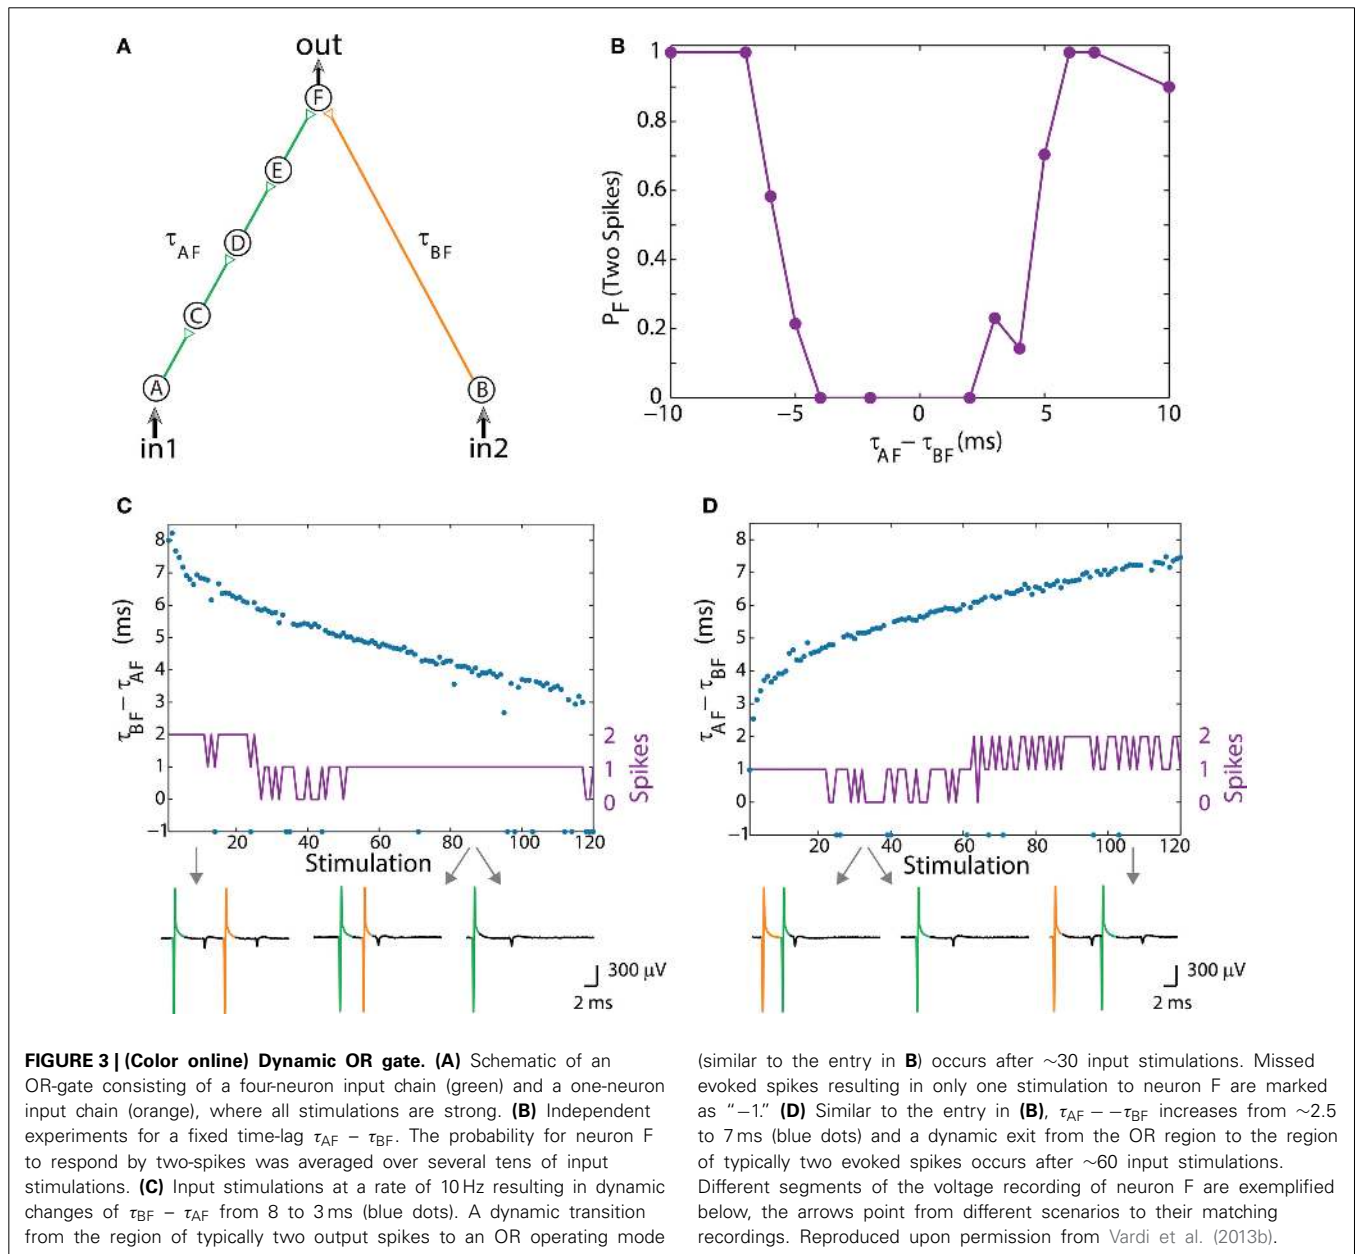 A
out
F
E
D
C
A
B
τAF
τBF
in1
in2
B
1
0.8
0.6
0.4
0.2
0
PF (Two Spikes)
−10
−5
0
5
10
τAF − τBF (ms)
C
8
7
6
5
4
3
2
1
0
−1
τBF − τAF (ms)
2
1
0
Spikes
20
40
60
80
100
120
Stimulation
300 μV
2 ms
D
8
7
6
5
4
3
2
1
0
−1
τAF − τBF (ms)
2
1
0
Spikes
20
40
60
80
100
120
Stimulation
300 μV
2 ms
FIGURE 3 | (Color online) Dynamic OR gate. (A) Schematic of an
OR-gate consisting of a four-neuron input chain (green) and a one-neuron
input chain (orange), where all stimulations are strong. (B) Independent
experiments for a fixed time-lag τAF − τBF. The probability for neuron F
to respond by two-spikes was averaged over several tens of input
stimulations. (C) Input stimulations at a rate of 10 Hz resulting in dynamic
changes of τBF − τAF from 8 to 3 ms (blue dots). A dynamic transition
from the region of typically two output spikes to an OR operating mode
(similar to the entry in B) occurs after ~30 input stimulations. Missed
evoked spikes resulting in only one stimulation to neuron F are marked
as “−1.” (D) Similar to the entry in (B), τAF − −τBF increases from ~2.5
to 7 ms (blue dots) and a dynamic exit from the OR region to the region
of typically two evoked spikes occurs after ~60 input stimulations.
Different segments of the voltage recording of neuron F are exemplified
below, the arrows point from different scenarios to their matching
recordings. Reproduced upon permission from Vardi et al. (2013b).